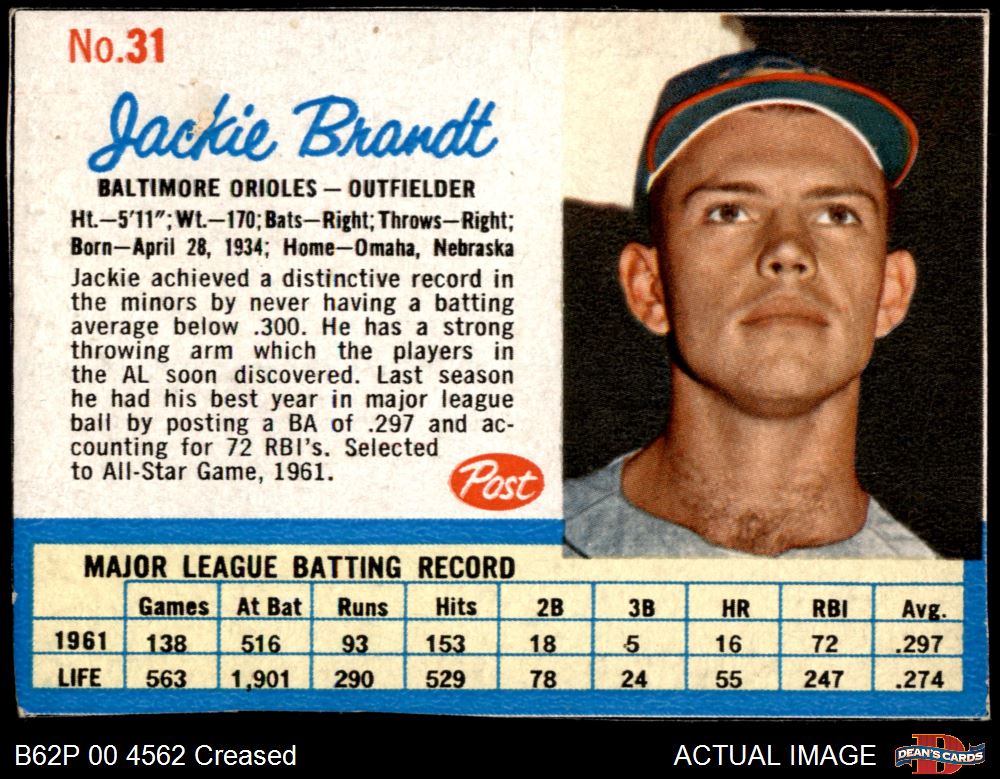 No.31
Jackie Brandt
BALTIMORE ORIOLES — OUTFIELDER
Ht.—5'11"; Wt.—170; Bats—Right; Throws—Right;
Born—April 28, 1934; Home—Omaha, Nebraska
Jackie achieved a distinctive record in
the minors by never having a batting
average below .300. He has a strong
throwing arm which the players in
the AL soon discovered. Last season
he had his best year in major league
ball by posting a BA of .297 and ac-
counting for 72 RBI's. Selected
to All-Star Game, 1961.
Post
MAJOR LEAGUE BATTING RECORD
Games At Bat Runs Hits 2B 3B HR RBI Avg.
1961 138 516 93 153 18 5 16 72 .297
LIFE 563 1,901 290 529 78 24 55 247 .274
B62P 00 4562 Creased
ACTUAL IMAGE
DEAN'S CARDS